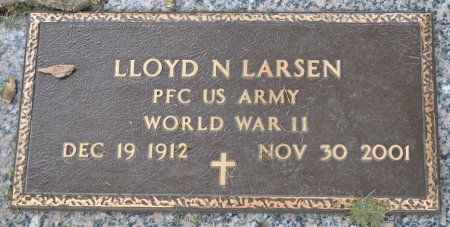 LLOYD N LARSEN
PFC US ARMY
WORLD WAR II
DEC 19 1912 NOV 30 2001